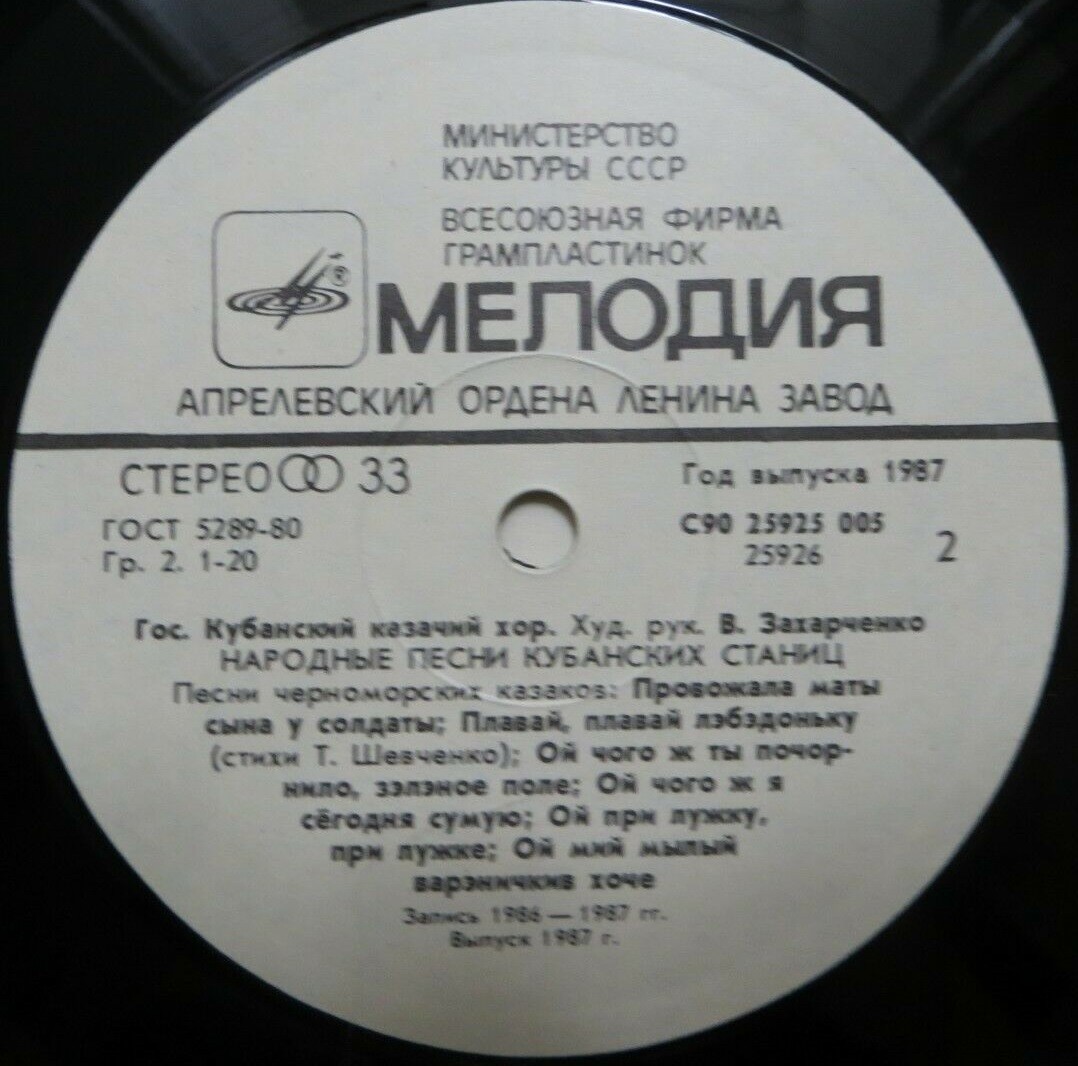 МИНИСТЕРСТВО
КУЛЬТУРЫ СССР
ВСЕСОЮЗНАЯ ФИРМА
ГРАМПЛАСТИНОК
®
МЕЛОДИЯ
АПРЕЛЕВСКИЙ ОРДЕНА ЛЕНИНА ЗАВОД
СТЕРЕО 33
Год выпуска 1987
ГОСТ 5289-80
С90 25925 005
Гр. 2. 1-20
25926
2
Гос. Кубанский казачий хор. Худ. рук. В. Захарченко
НАРОДНЫЕ ПЕСНИ КУБАНСКИХ СТАНИЦ
Песни черноморских казаков: Провожала маты
сына у солдаты; Плавай, плавай лэбэдоньку
(стихи Т. Шевченко); Ой чого ж ты почор-
нило, зэлэное поле; Ой чого ж я
сёгодня сумую; Ой при лужку,
при лужке; Ой мий мылый
варэничкив хоче
Запись 1986 — 1987 гг.
Выпуск 1987 г.